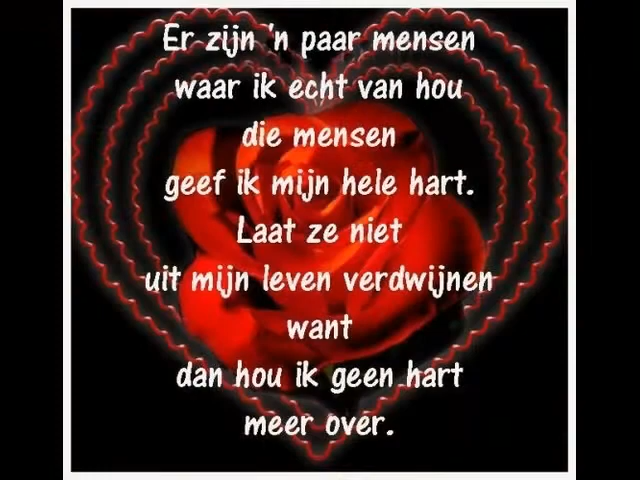 Er zijn 'n paar mensen
waar ik echt van hou
die mensen
geef ik mijn hele hart.
Laat ze niet
uit mijn leven verdwijnen
want
dan hou ik geen hart
meer over.